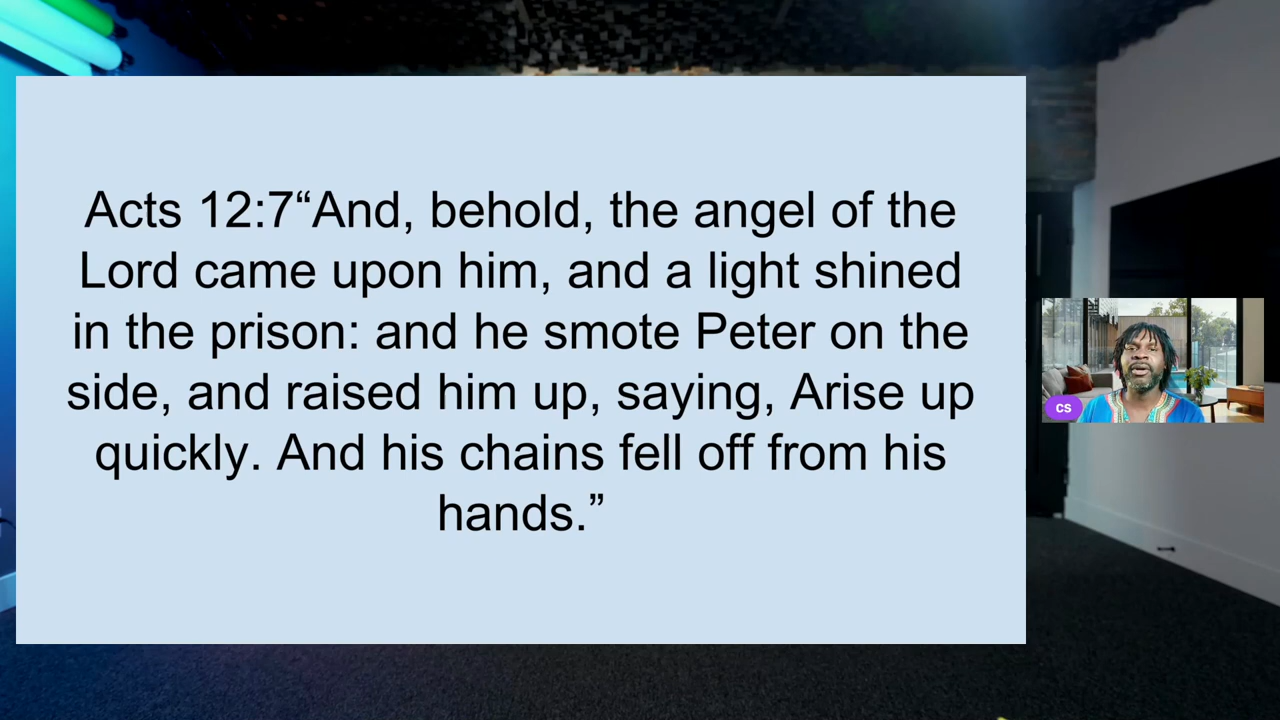 Acts 12:7“And, behold, the angel of the
Lord came upon him, and a light shined
in the prison: and he smote Peter on the
side, and raised him up, saying, Arise up
quickly. And his chains fell off from his
hands.”
CS